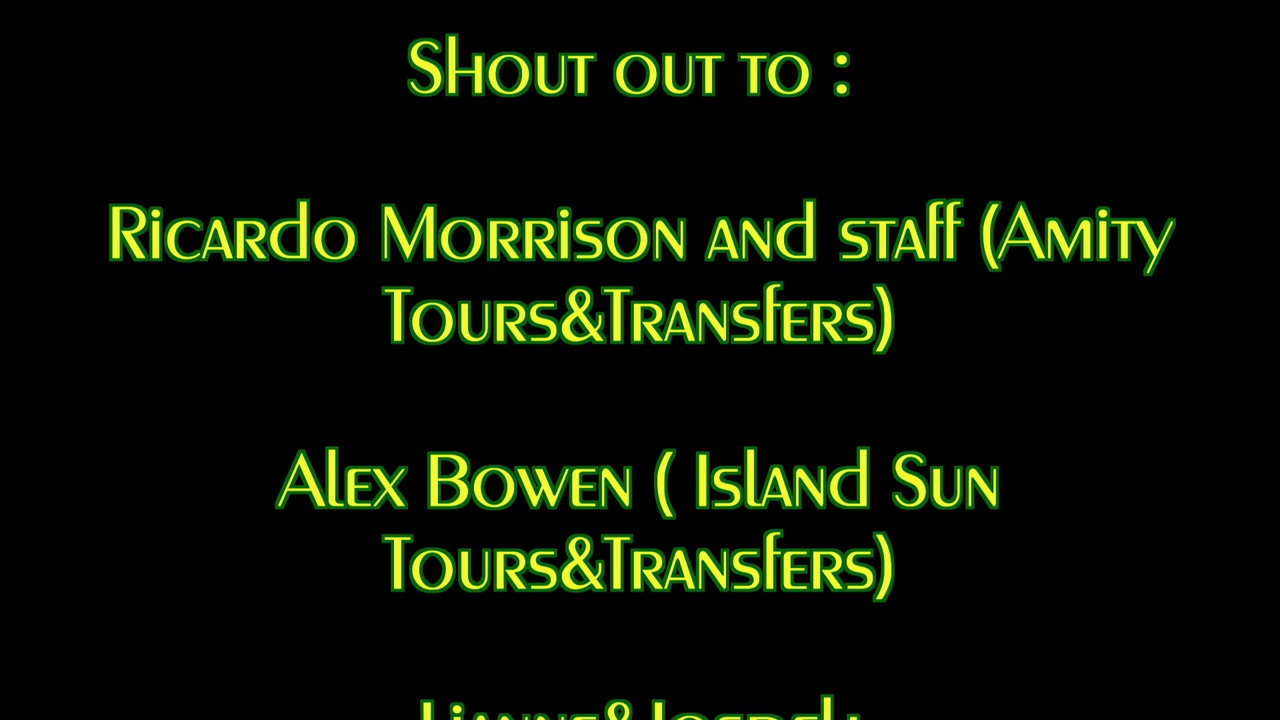 Shout out to :
Ricardo Morrison and staff (Amity
Tours&Transfers)
Alex Bowen ( Island Sun
Tours&Transfers)